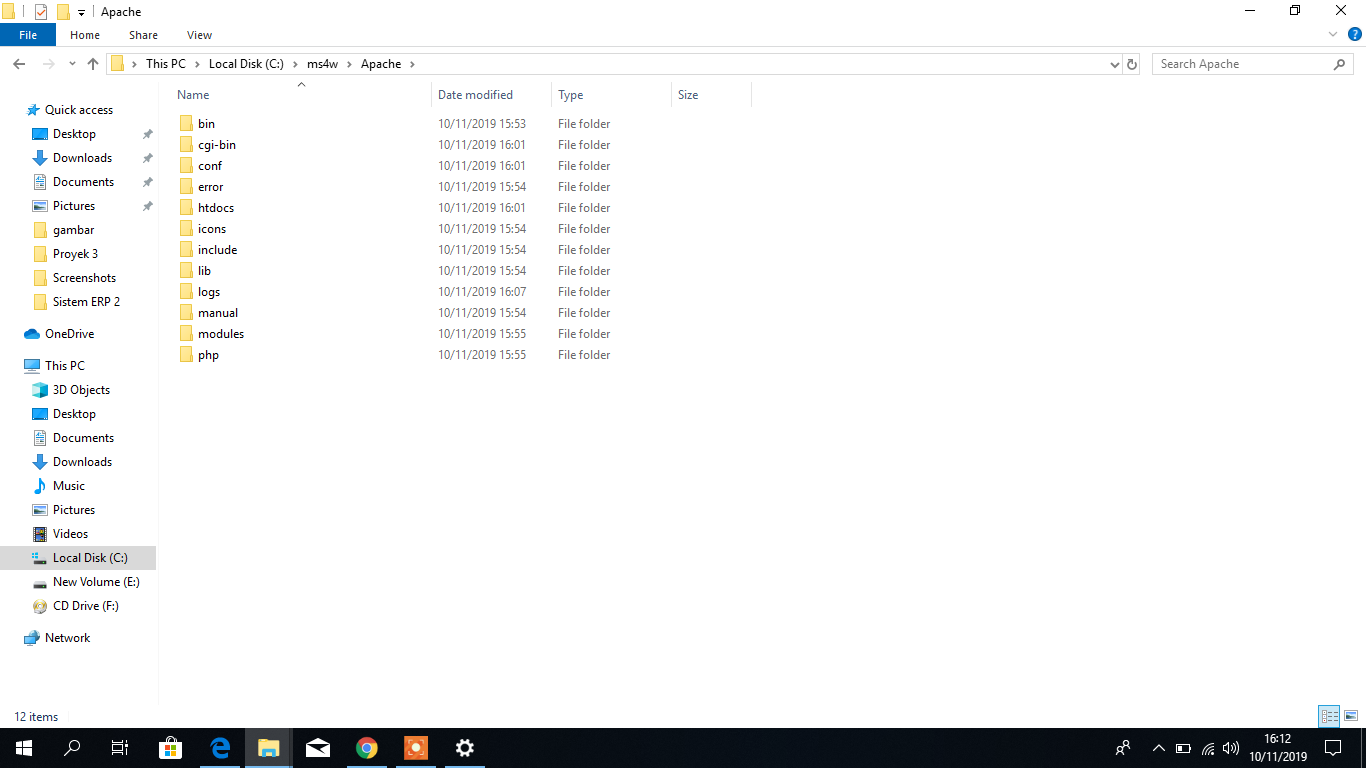 Apache
File Home Share View
This PC Local Disk (C:) ms4w Apache Search Apache
Name Date modified Type Size
Quick access
Desktop
Downloads
Documents
Pictures
gambar
Proyek 3
Screenshots
Sistem ERP 2
OneDrive
This PC
3D Objects
Desktop
Documents
Downloads
Music
Pictures
Videos
Local Disk (C:)
New Volume (E:)
CD Drive (F:)
Network
bin 10/11/2019 15:53 File folder
cgi-bin 10/11/2019 16:01 File folder
conf 10/11/2019 16:01 File folder
error 10/11/2019 15:54 File folder
htdocs 10/11/2019 16:01 File folder
icons 10/11/2019 15:54 File folder
include 10/11/2019 15:54 File folder
lib 10/11/2019 15:54 File folder
logs 10/11/2019 16:07 File folder
manual 10/11/2019 15:54 File folder
modules 10/11/2019 15:55 File folder
php 10/11/2019 15:55 File folder
12 items
16:12
10/11/2019